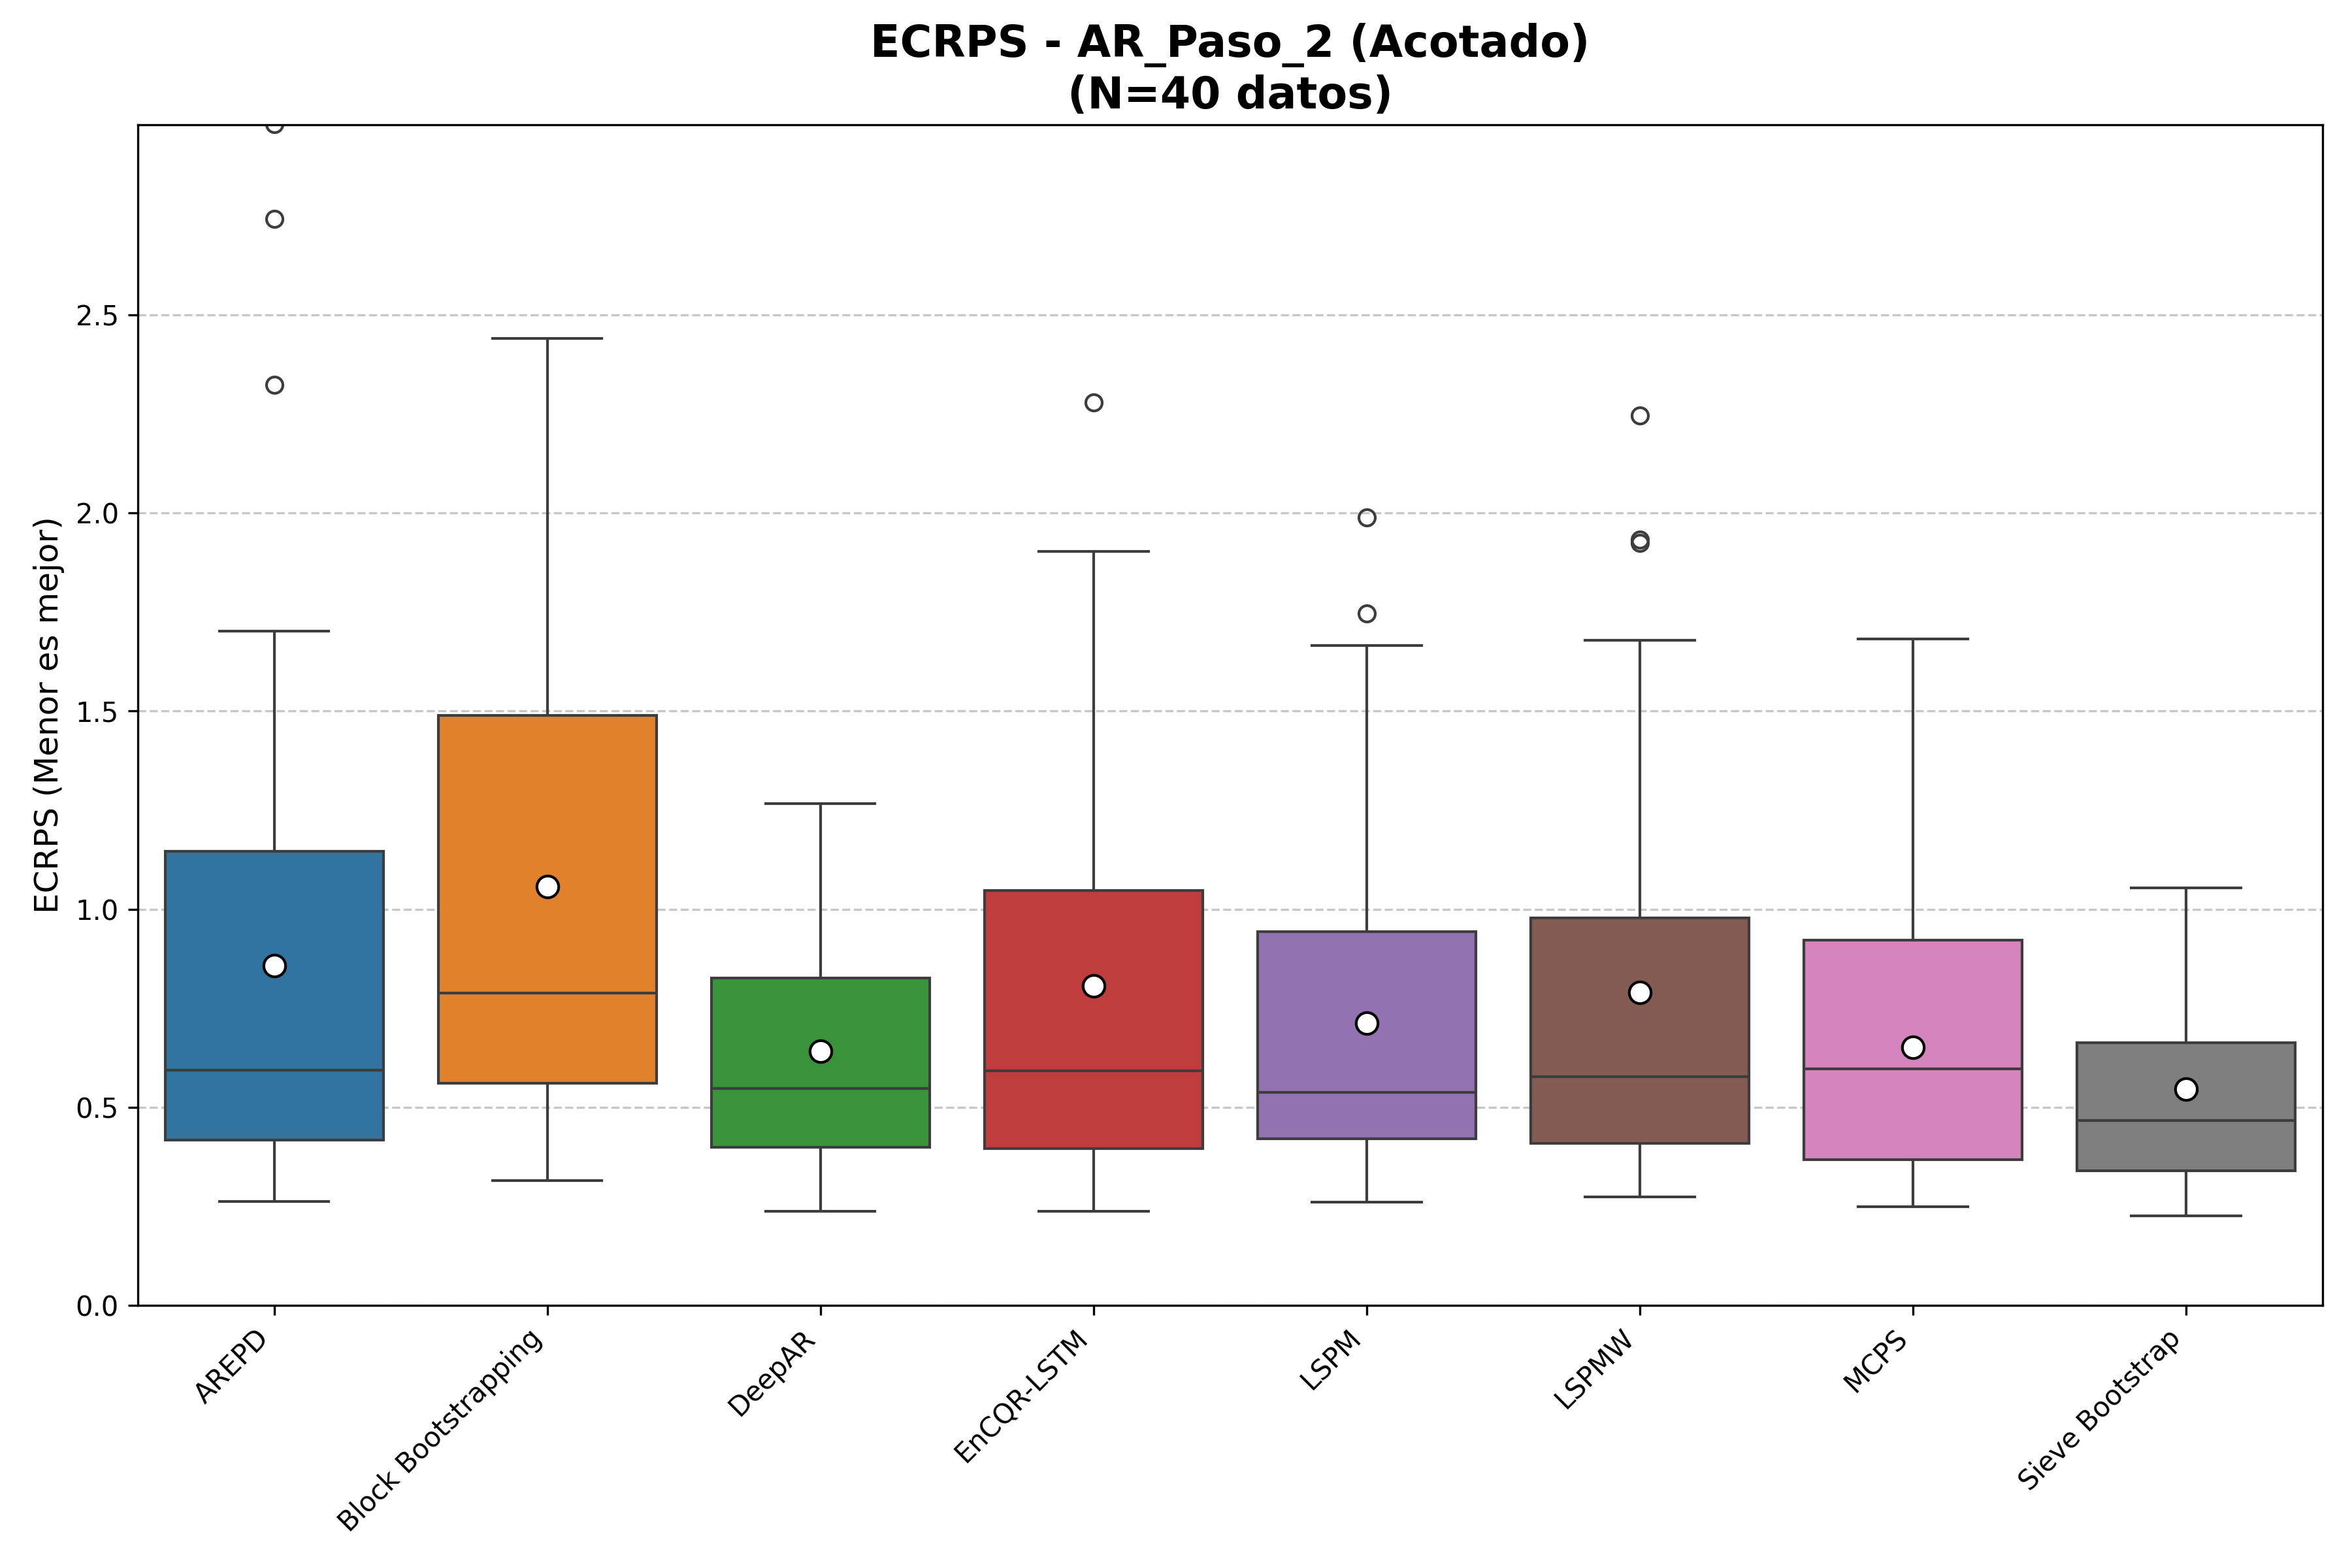 ECRPS - AR_Paso_2 (Acotado)
(N=40 datos)
ECRPS (Menor es mejor)
2.5
2.0
1.5
1.0
0.5
0.0
AREPD
Block Bootstrapping
DeepAR
EnCQR-LSTM
LSPM
LSPMW
MCPS
Sieve Bootstrap